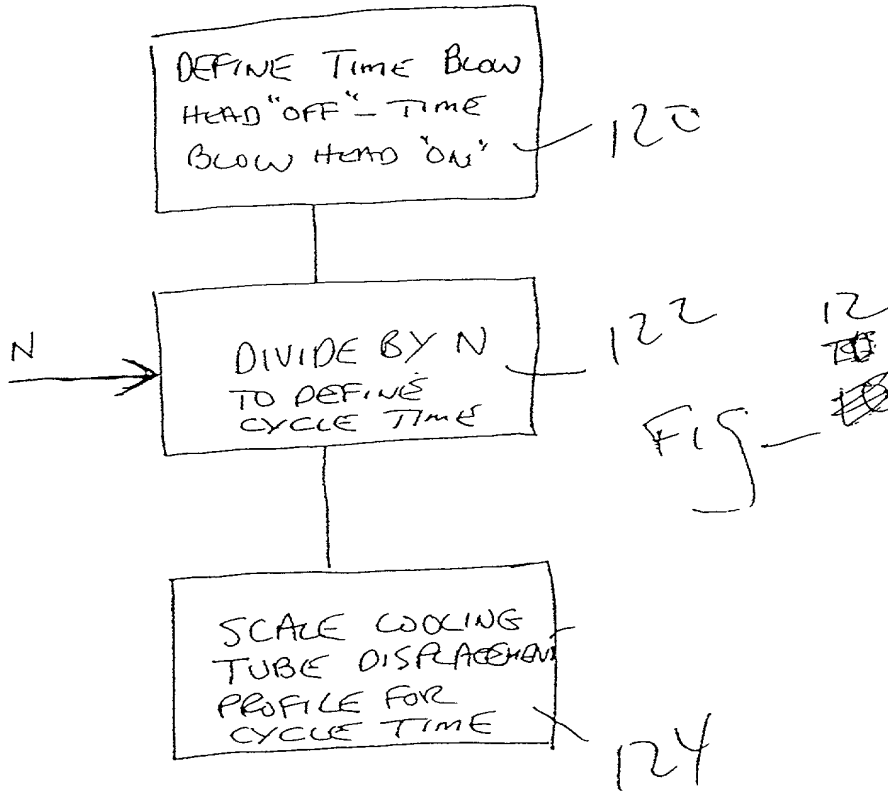 DEFINE TIME BLOW
HEAD "OFF" - TIME
BLOW HEAD "ON"
120
N
DIVIDE BY N
TO DEFINE
CYCLE TIME
122
Fig_ 12
SCALE COOLING
TUBE DISPLACEMENT
PROFILE FOR
CYCLE TIME
124